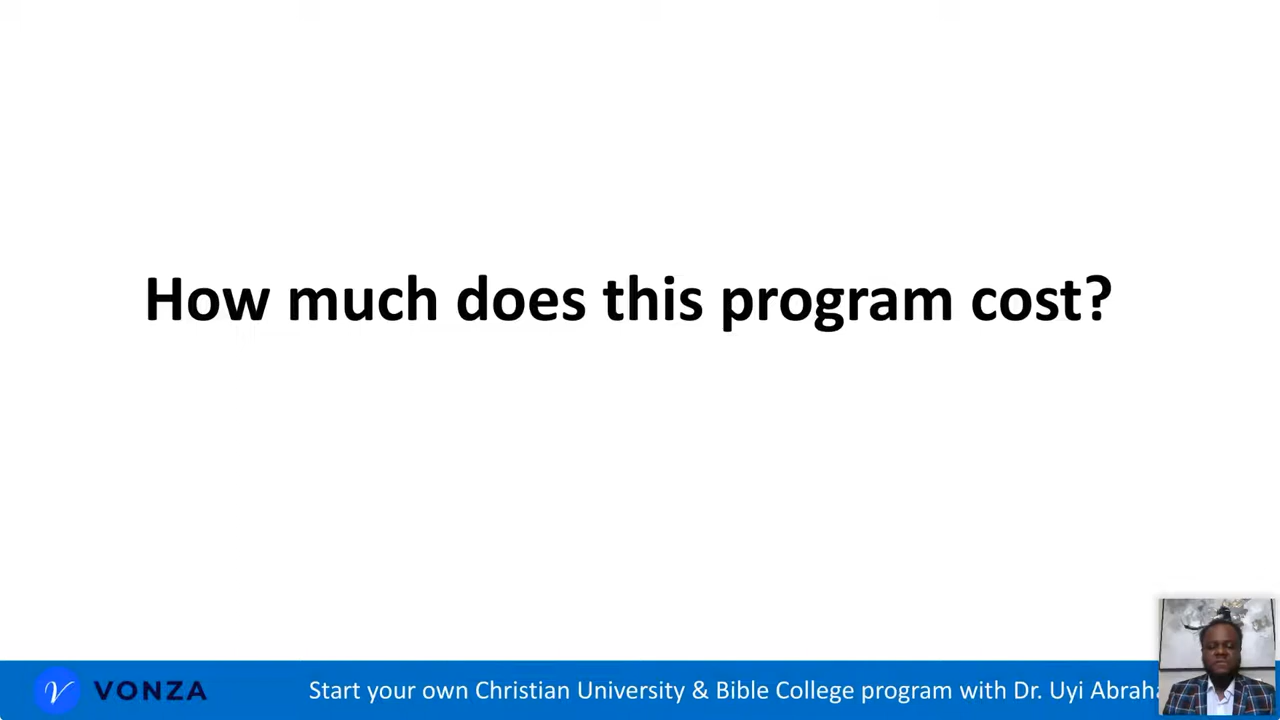 How much does this program cost?
VONZA
Start your own Christian University & Bible College program with Dr. Uyi